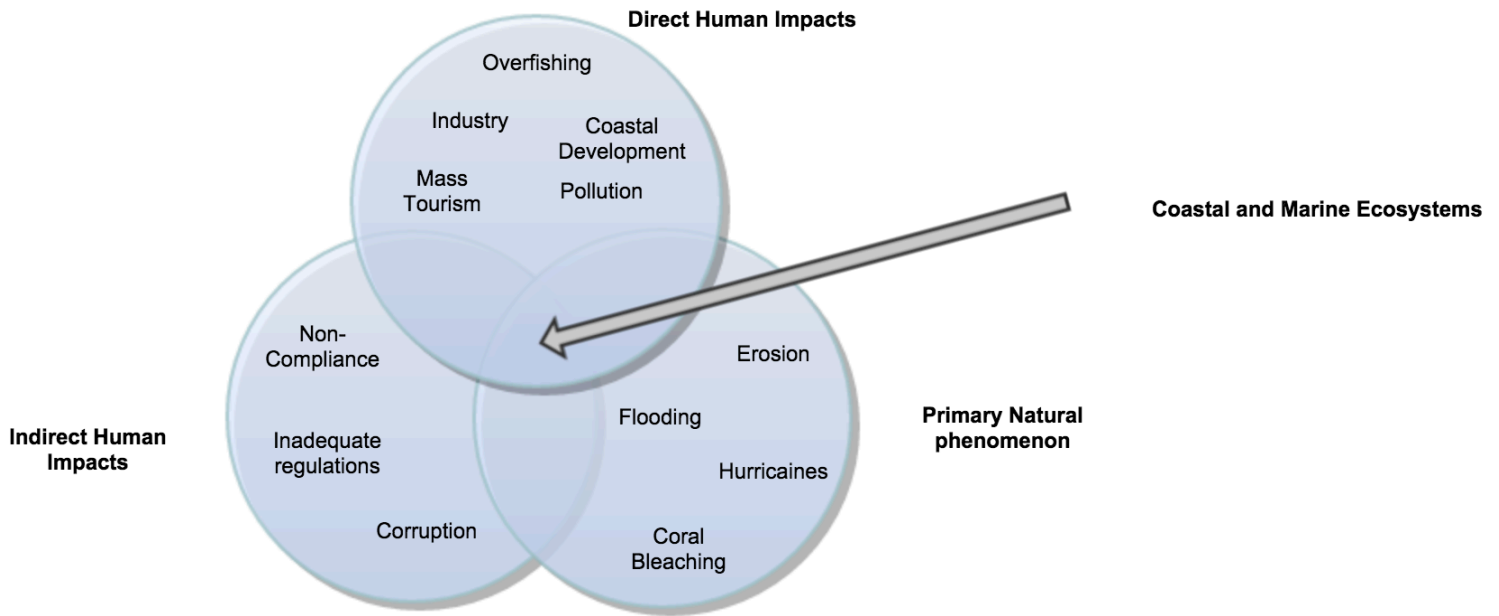 Direct Human Impacts
Overfishing
Industry
Coastal
Development
Mass
Tourism
Pollution
Coastal and Marine Ecosystems
Non-
Compliance
Erosion
Flooding
Primary Natural
phenomenon
Indirect Human
Impacts
Inadequate
regulations
Hurricaines
Corruption
Coral
Bleaching